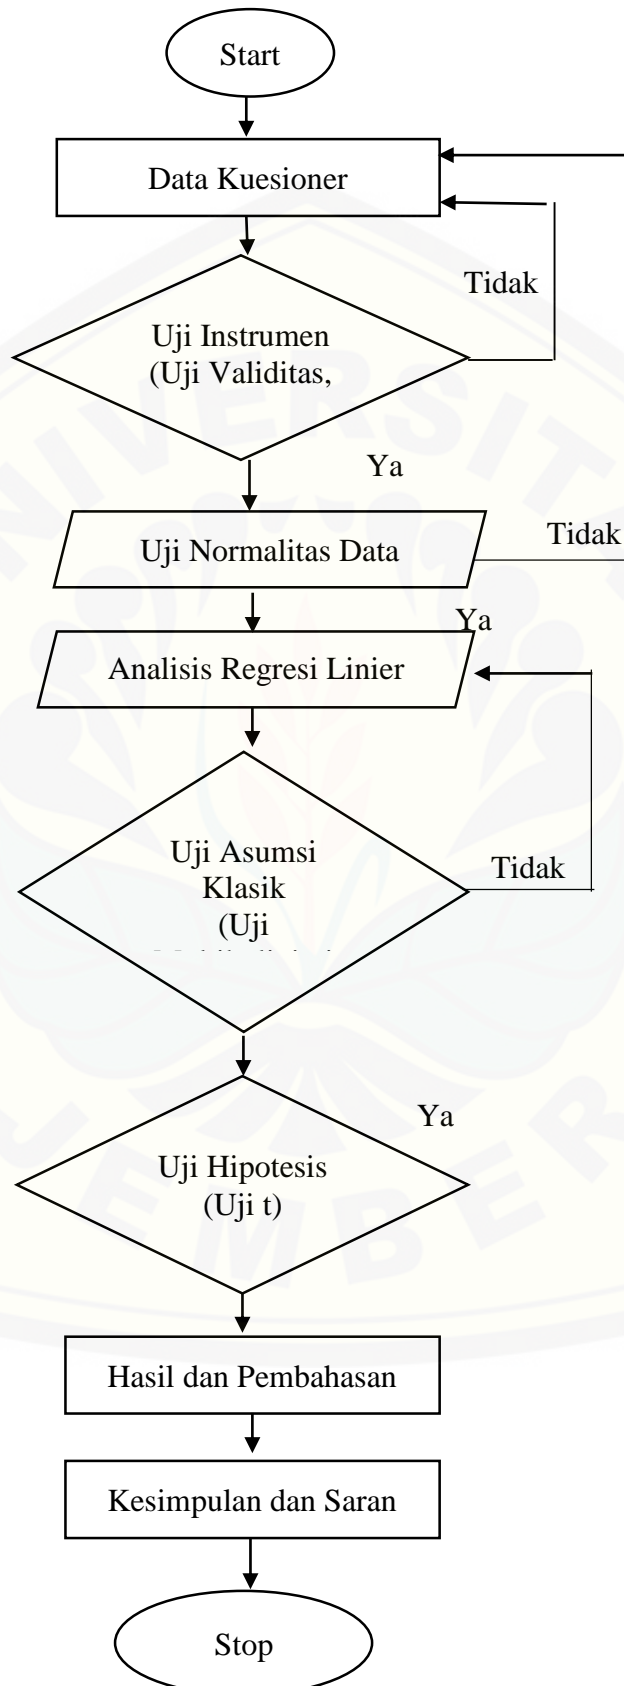 Start
Data Kuesioner
Tidak
Uji Instrumen
(Uji Validitas,
Ya
Uji Normalitas Data
Tidak
Ya
Analisis Regresi Linier
Uji Asumsi
Klasik
(Uji
Tidak
Ya
Uji Hipotesis
(Uji t)
Hasil dan Pembahasan
Kesimpulan dan Saran
Stop
JEMBER